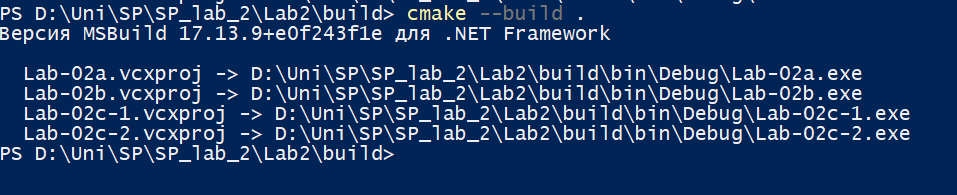 PS D:\Uni\SP\SP_lab_2\Lab2\build> cmake --build .
Версия MSBuild 17.13.9+e0f243f1e для .NET Framework
Lab-02a.vcxproj -> D:\Uni\SP\SP_lab_2\Lab2\build\bin\Debug\Lab-02a.exe
Lab-02b.vcxproj -> D:\Uni\SP\SP_lab_2\Lab2\build\bin\Debug\Lab-02b.exe
Lab-02c-1.vcxproj -> D:\Uni\SP\SP_lab_2\Lab2\build\bin\Debug\Lab-02c-1.exe
Lab-02c-2.vcxproj -> D:\Uni\SP\SP_lab_2\Lab2\build\bin\Debug\Lab-02c-2.exe
PS D:\Uni\SP\SP_lab_2\Lab2\build>